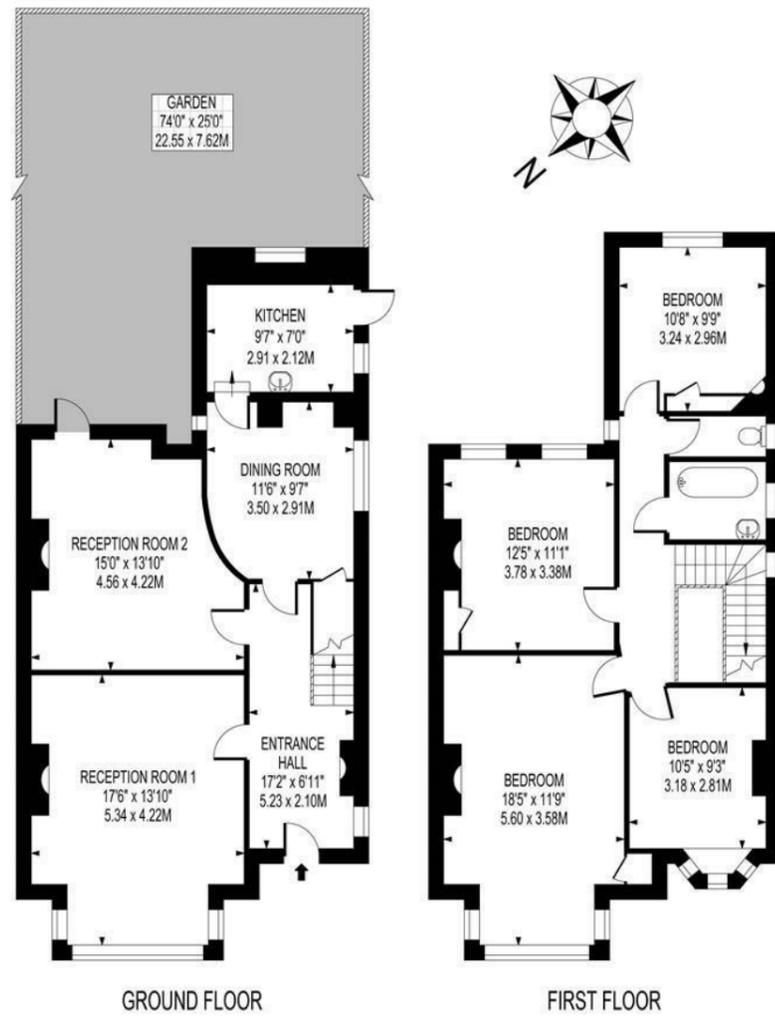 GARDEN
74'0" x 25'0"
22.55 x 7.62M
N
KITCHEN
9'7" x 7'0"
2.91 x 2.12M
DINING ROOM
11'6" x 9'7"
3.50 x 2.91M
RECEPTION ROOM 2
15'0" x 13'10"
4.56 x 4.22M
RECEPTION ROOM 1
17'6" x 13'10"
5.34 x 4.22M
ENTRANCE
HALL
17'2" x 6'11"
5.23 x 2.10M
GROUND FLOOR
BEDROOM
10'8" x 9'9"
3.24 x 2.96M
BEDROOM
12'5" x 11'1"
3.78 x 3.38M
BEDROOM
18'5" x 11'9"
5.60 x 3.58M
BEDROOM
10'5" x 9'3"
3.18 x 2.81M
FIRST FLOOR